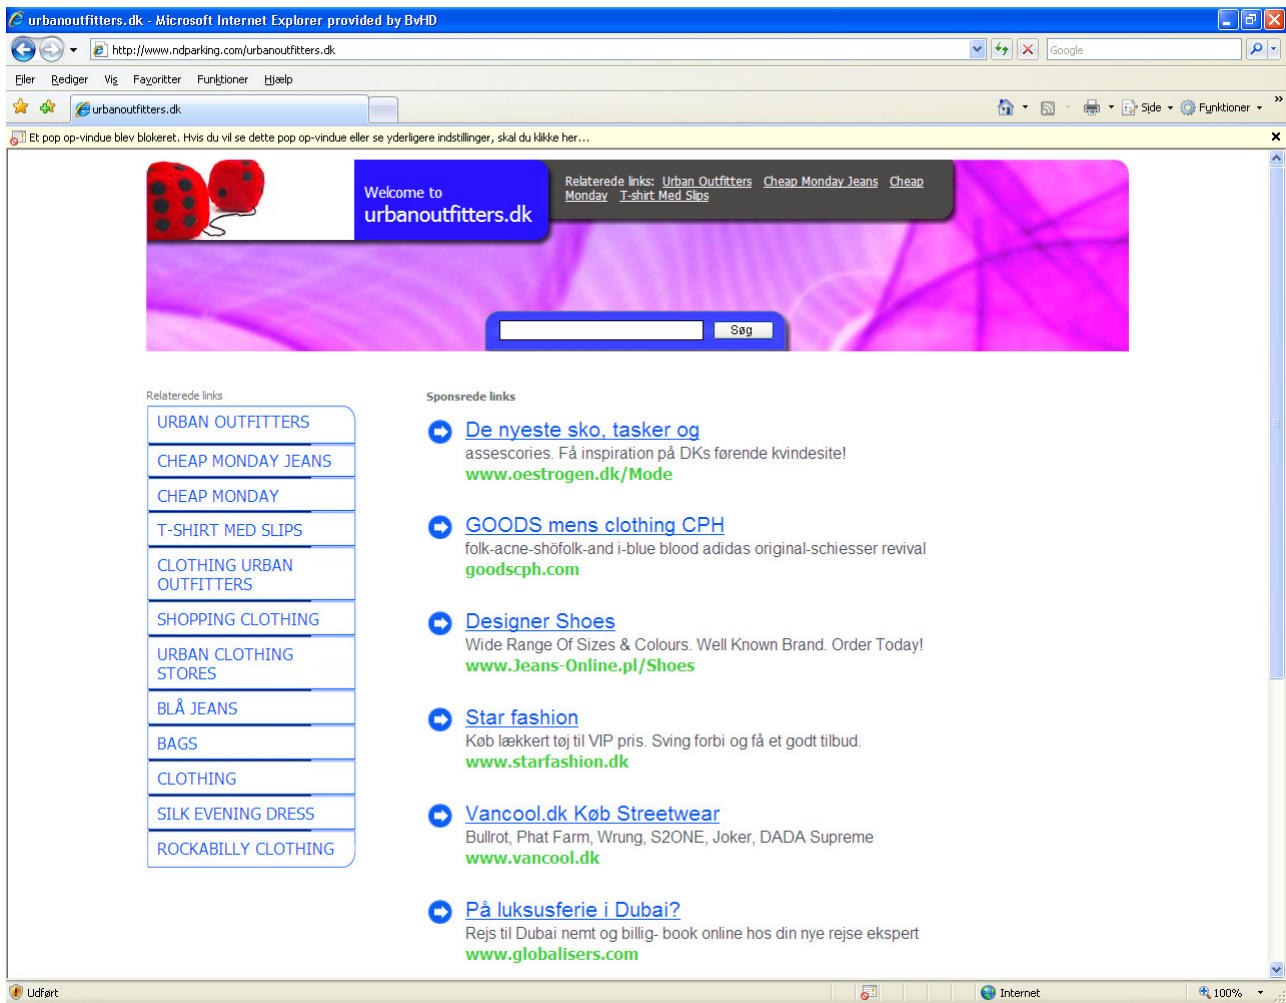 urbanoutfitters.dk - Microsoft Internet Explorer provided by BvHD
http://www.ndparking.com/urbanoutfitters.dk
Google
Filer Rediger Vis Favoritter Funktioner Hjælp
urbanoutfitters.dk
Side
Funktioner
Et pop op-vindue blev blokeret. Hvis du vil se dette pop op-vindue eller se yderligere indstillinger, skal du klikke her...
Welcome to
urbanoutfitters.dk
Relaterede links: Urban Outfitters Cheap Monday Jeans Cheap
Monday T-shirt Med Slips
Søg
Relaterede links
URBAN OUTFITTERS
CHEAP MONDAY JEANS
CHEAP MONDAY
T-SHIRT MED SLIPS
CLOTHING URBAN
OUTFITTERS
SHOPPING CLOTHING
URBAN CLOTHING
STORES
BLÅ JEANS
BAGS
CLOTHING
SILK EVENING DRESS
ROCKABILLY CLOTHING
Sponsrede links
De nyeste sko, tasker og
assescories. Få inspiration på DKs førende kvindesite!
www.oestrogen.dk/Mode
GOODS mens clothing CPH
folk-acne-shöfolk-and i-blue blood adidas original-schiesser revival
goodscph.com
Designer Shoes
Wide Range Of Sizes & Colours. Well Known Brand. Order Today!
www.Jeans-Online.pl/Shoes
Star fashion
Køb lækkert tøj til VIP pris. Sving forbi og få et godt tilbud.
www.starfashion.dk
Vancool.dk Køb Streetwear
Bullrot, Phat Farm, Wrung, S2ONE, Joker, DADA Supreme
www.vancool.dk
På luksusferie i Dubai?
Rejs til Dubai nemt og billig- book online hos din nye rejse ekspert
www.globalisers.com
Udført
Internet
100%